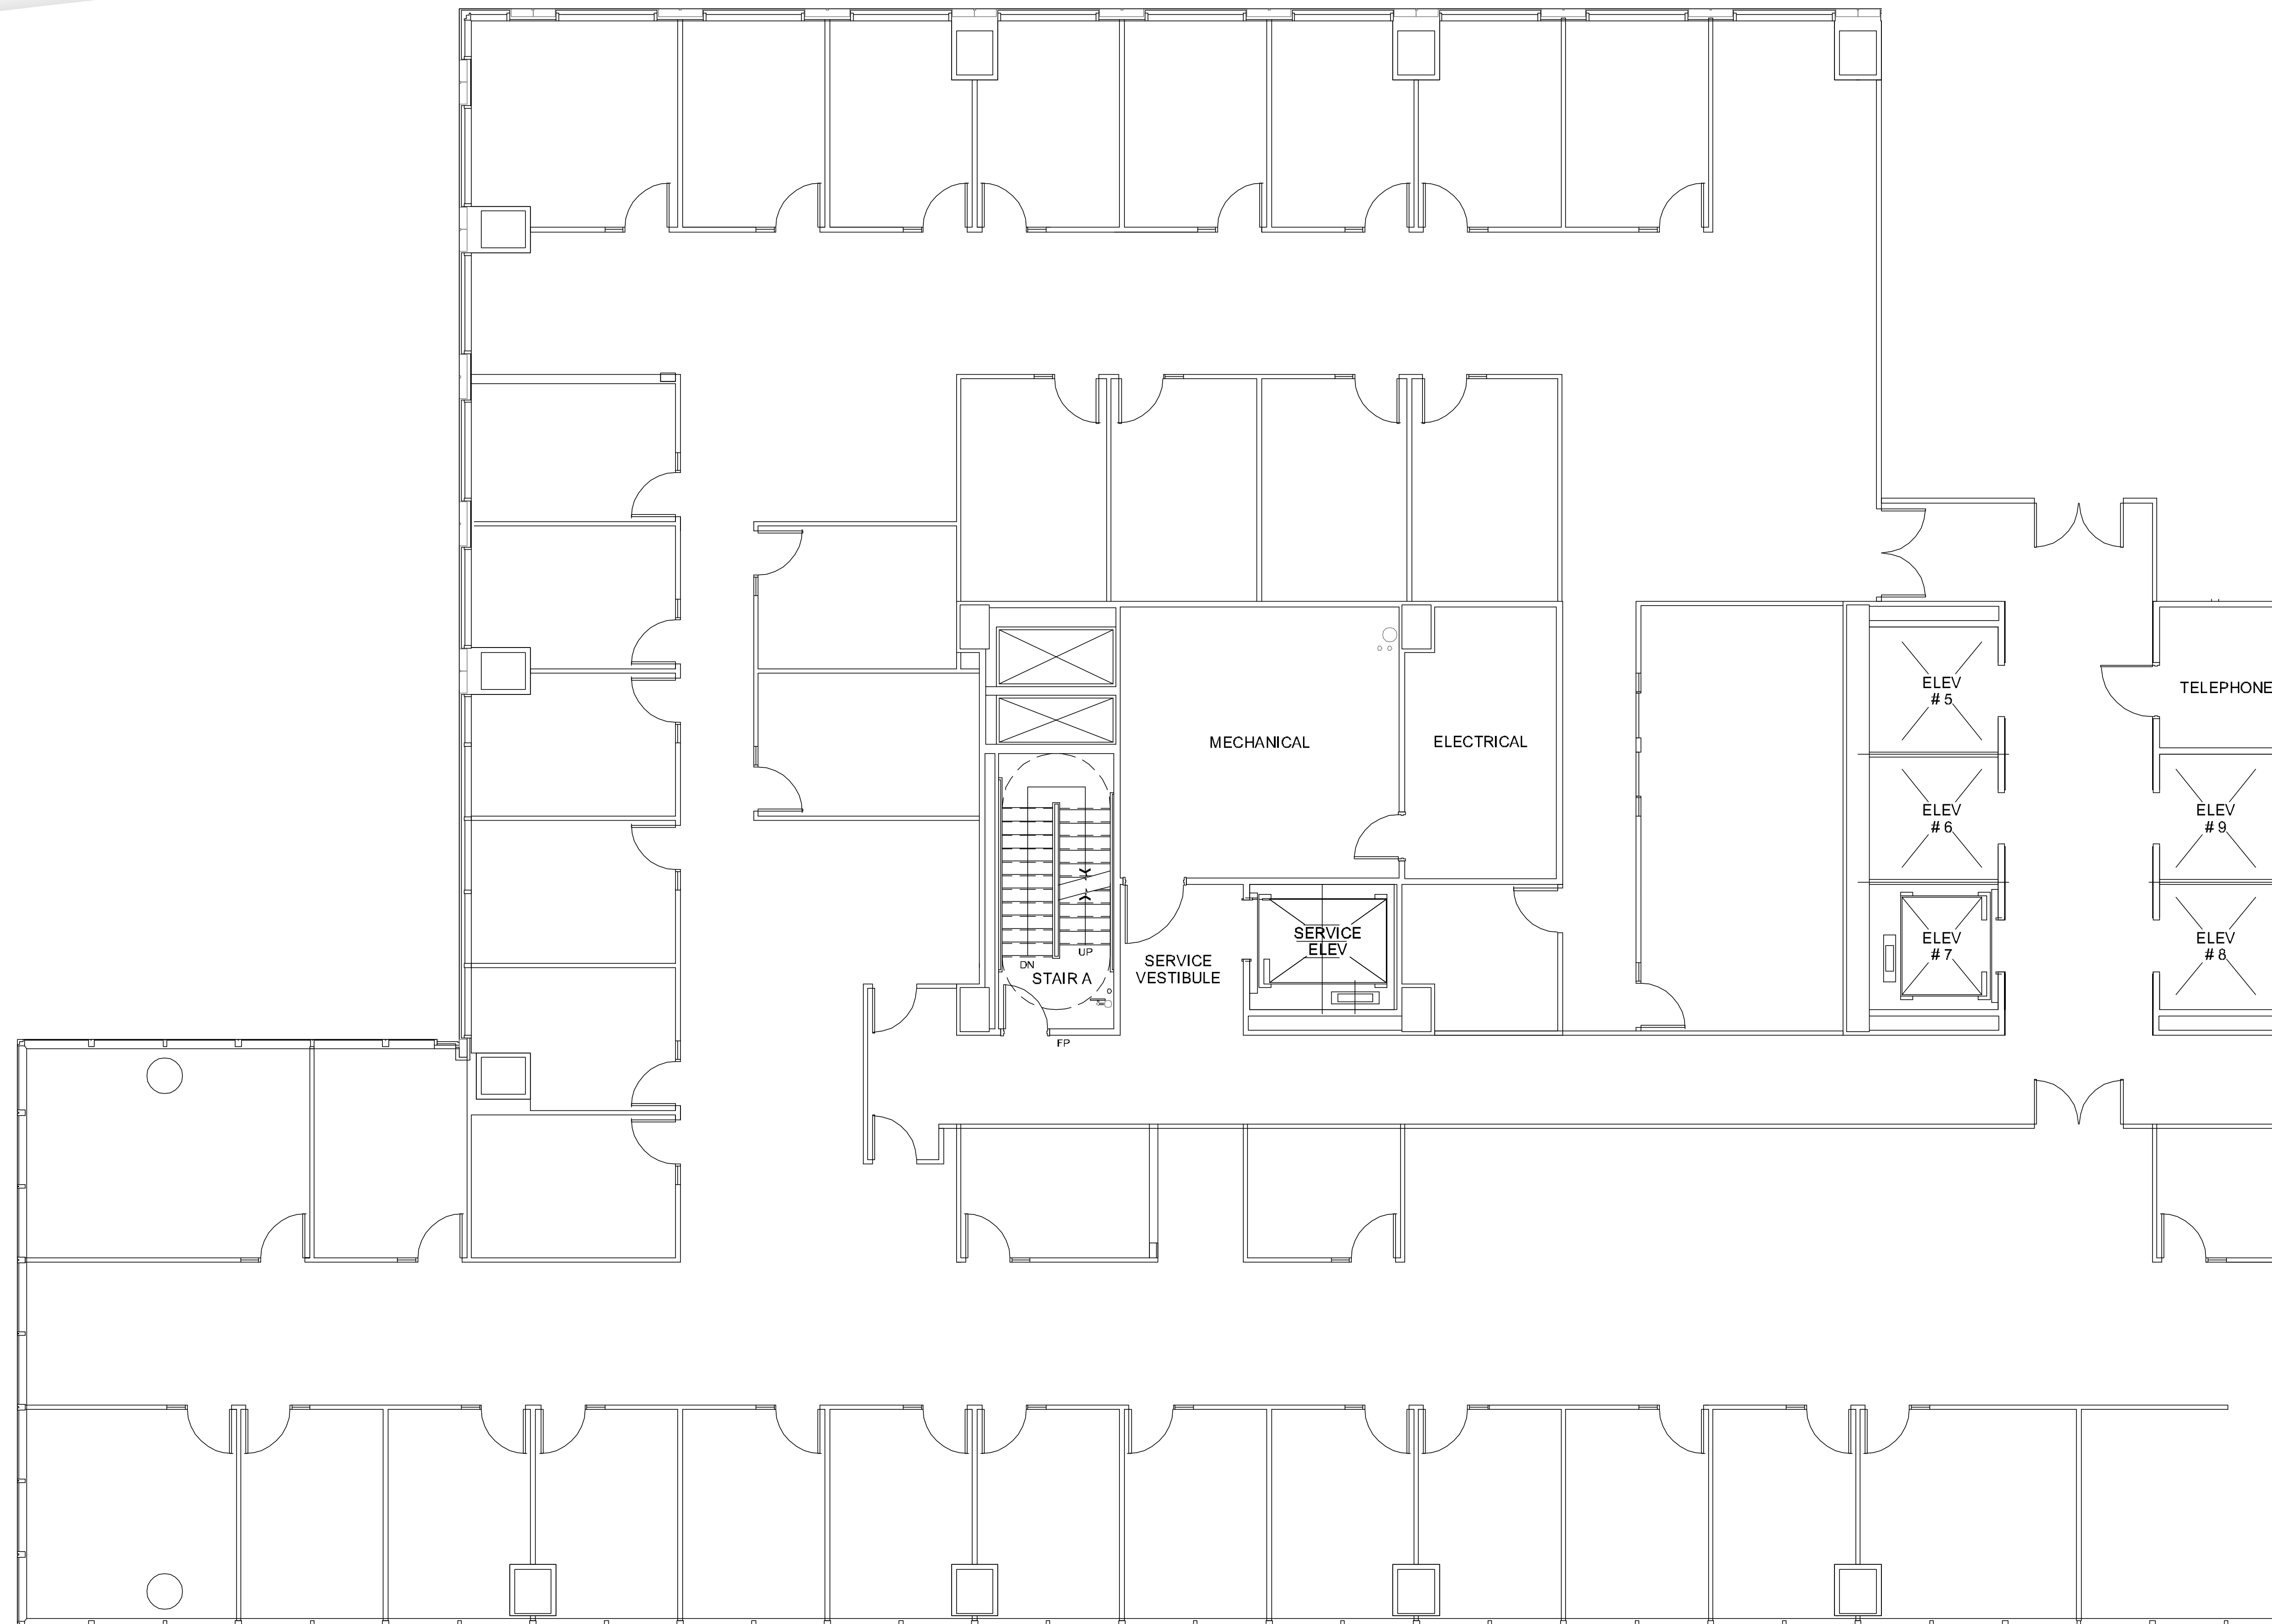 ELEV
# 5
TELEPHONE
MECHANICAL
ELECTRICAL
ELEV
# 6
ELEV
# 9
SERVICE
ELEV
ELEV
# 7
ELEV
# 8
UP
DN
STAIR A
SERVICE
VESTIBULE
FP